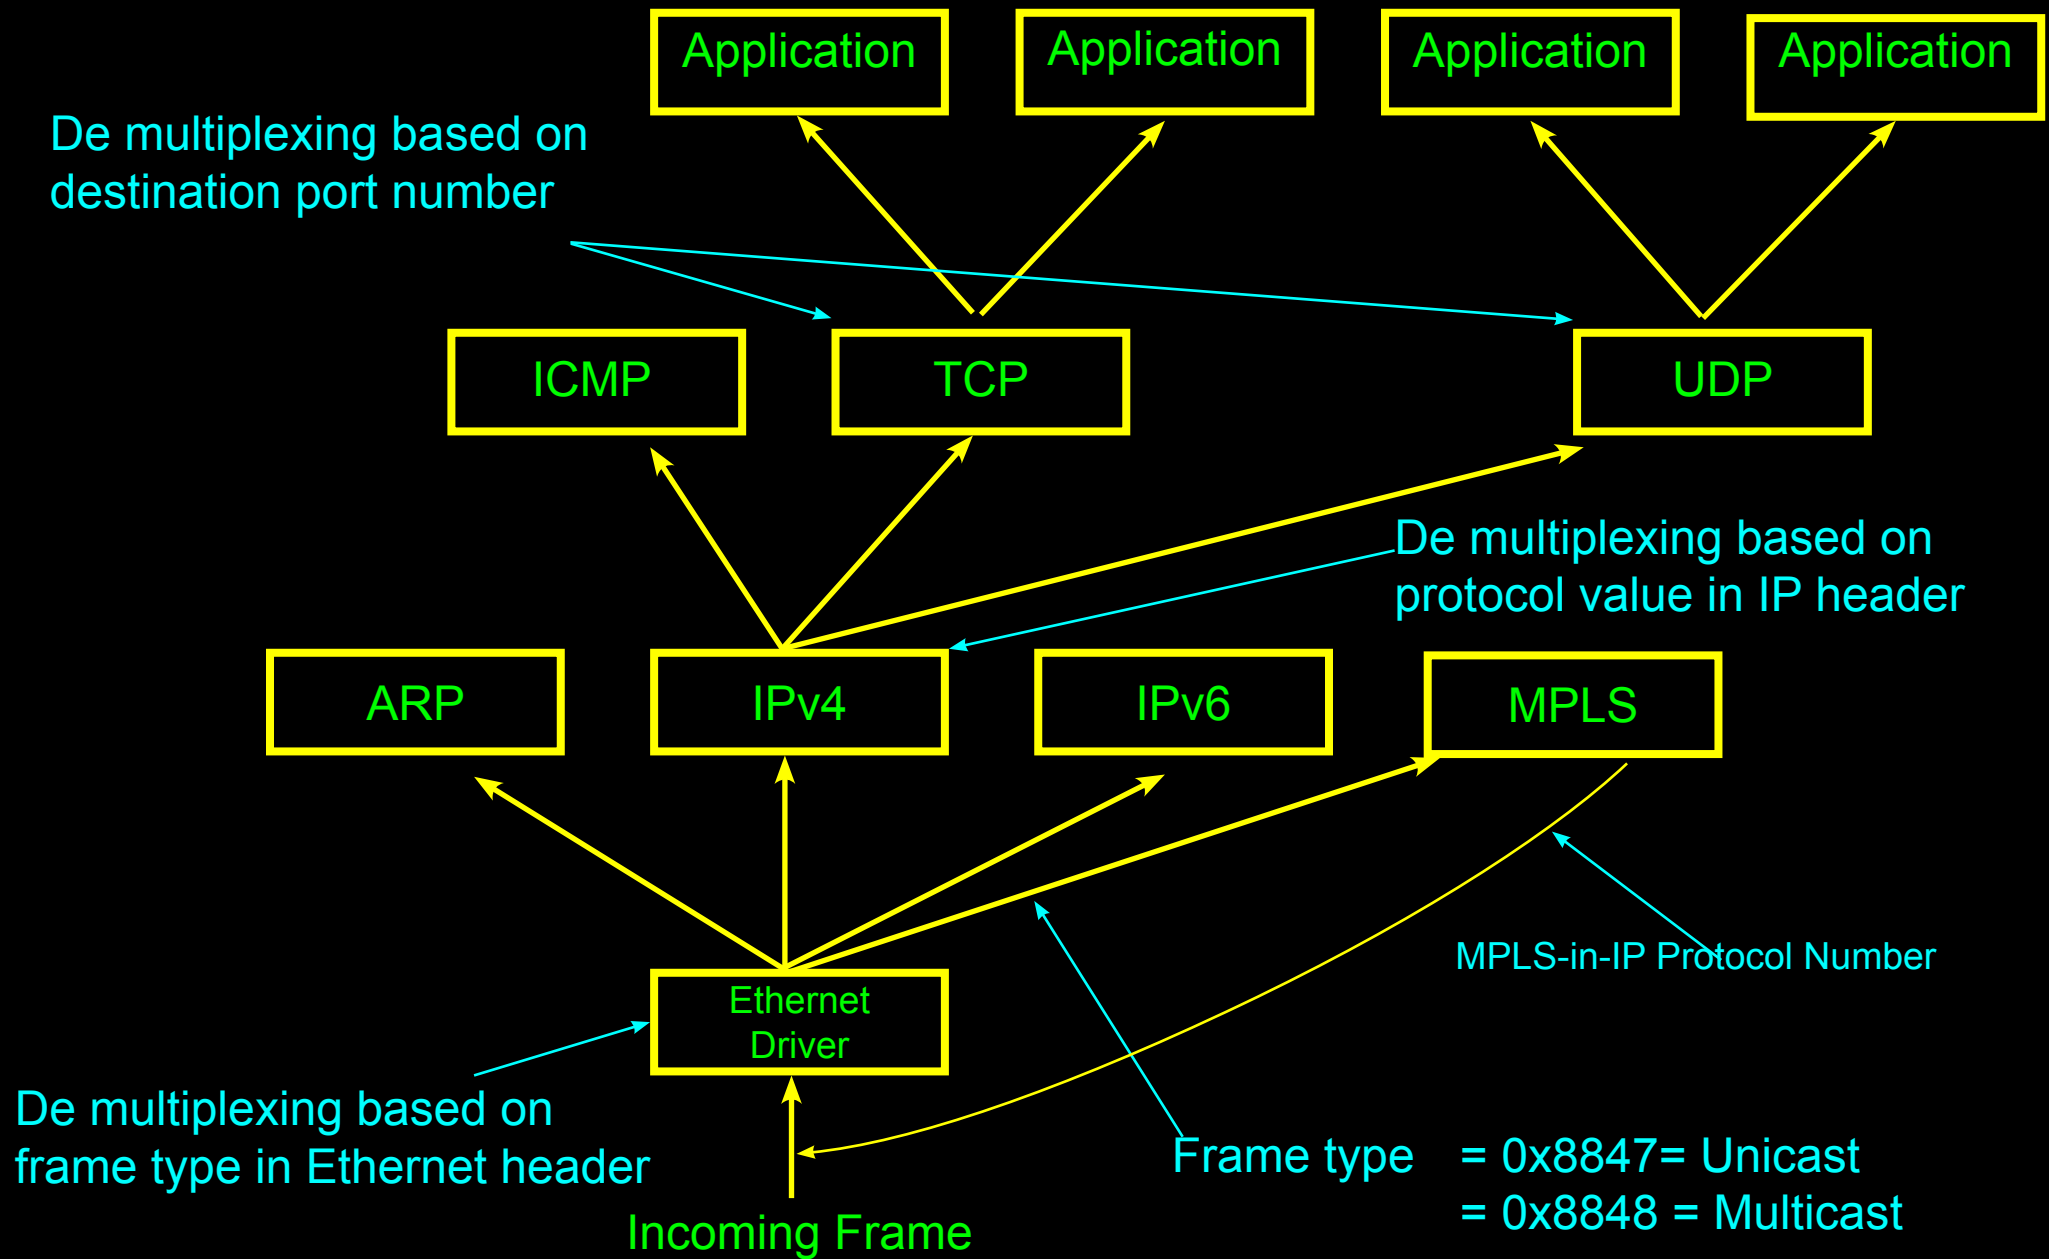 Application
Application
Application
Application
De multiplexing based on
destination port number
ICMP
TCP
UDP
De multiplexing based on
protocol value in IP header
ARP
IPv4
IPv6
MPLS
MPLS-in-IP Protocol Number
Ethernet
Driver
De multiplexing based on
frame type in Ethernet header
Frame type = 0x8847= Unicast
= 0x8848 = Multicast
Incoming Frame